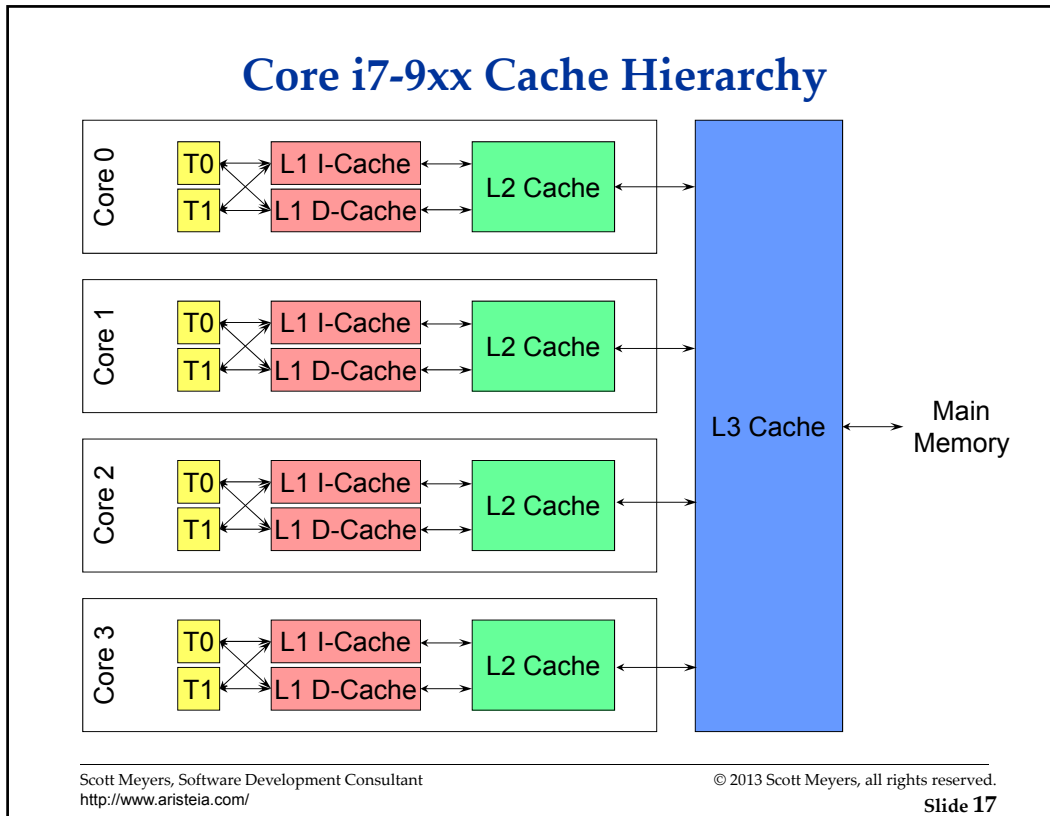 Core i7-9xx Cache Hierarchy
Core 0
T0
T1
L1 I-Cache
L1 D-Cache
L2 Cache
Core 1
T0
T1
L1 I-Cache
L1 D-Cache
L2 Cache
Core 2
T0
T1
L1 I-Cache
L1 D-Cache
L2 Cache
Core 3
T0
T1
L1 I-Cache
L1 D-Cache
L2 Cache
L3 Cache
Main
Memory
Scott Meyers, Software Development Consultant
http://www.aristeia.com/
© 2013 Scott Meyers, all rights reserved.
Slide 17